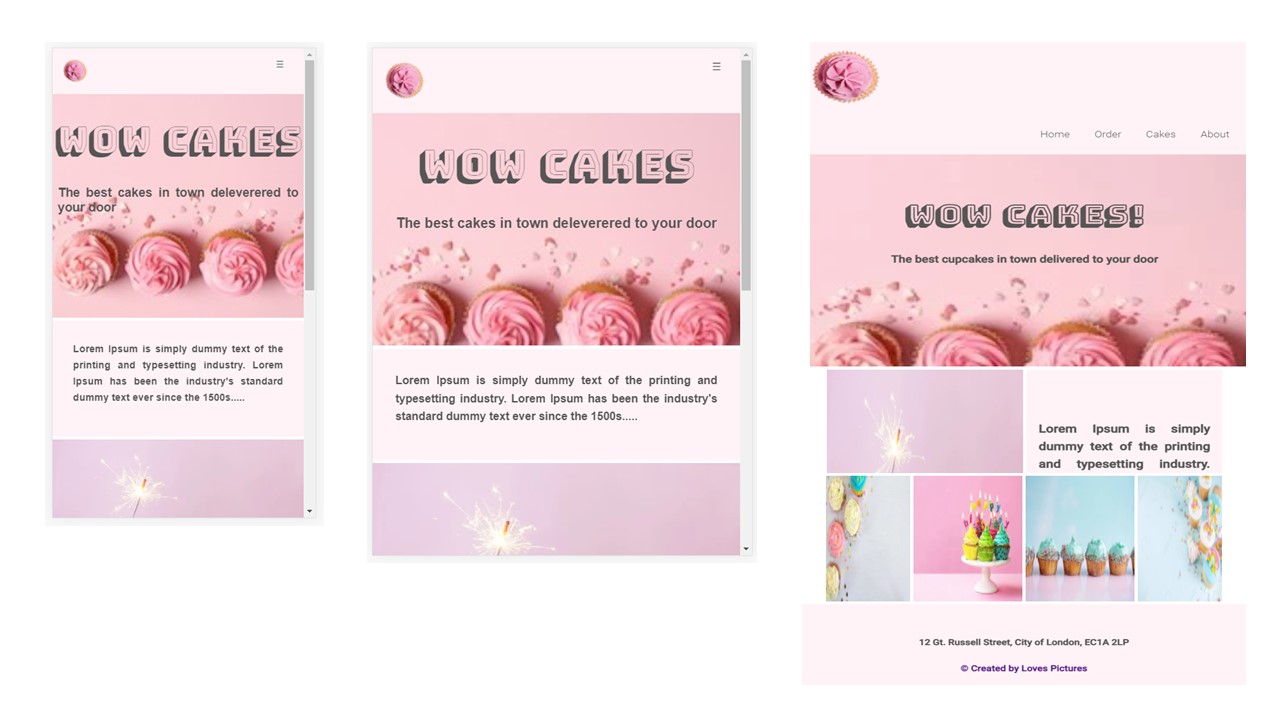 ☰
WOW CAKES
The best cakes in town deleverered to
your door
Lorem Ipsum is simply dummy text of the
printing and typesetting industry. Lorem
Ipsum has been the industry's standard
dummy text ever since the 1500s.....
☰
WOW CAKES
The best cakes in town deleverered to your door
Lorem Ipsum is simply dummy text of the printing and
typesetting industry. Lorem Ipsum has been the industry's
standard dummy text ever since the 1500s.....
Home Order Cakes About
WOW CAKES!
The best cupcakes in town delivered to your door
Lorem Ipsum is simply
dummy text of the printing
and typesetting industry.
12 Gt. Russell Street, City of London, EC1A 2LP
© Created by Loves Pictures